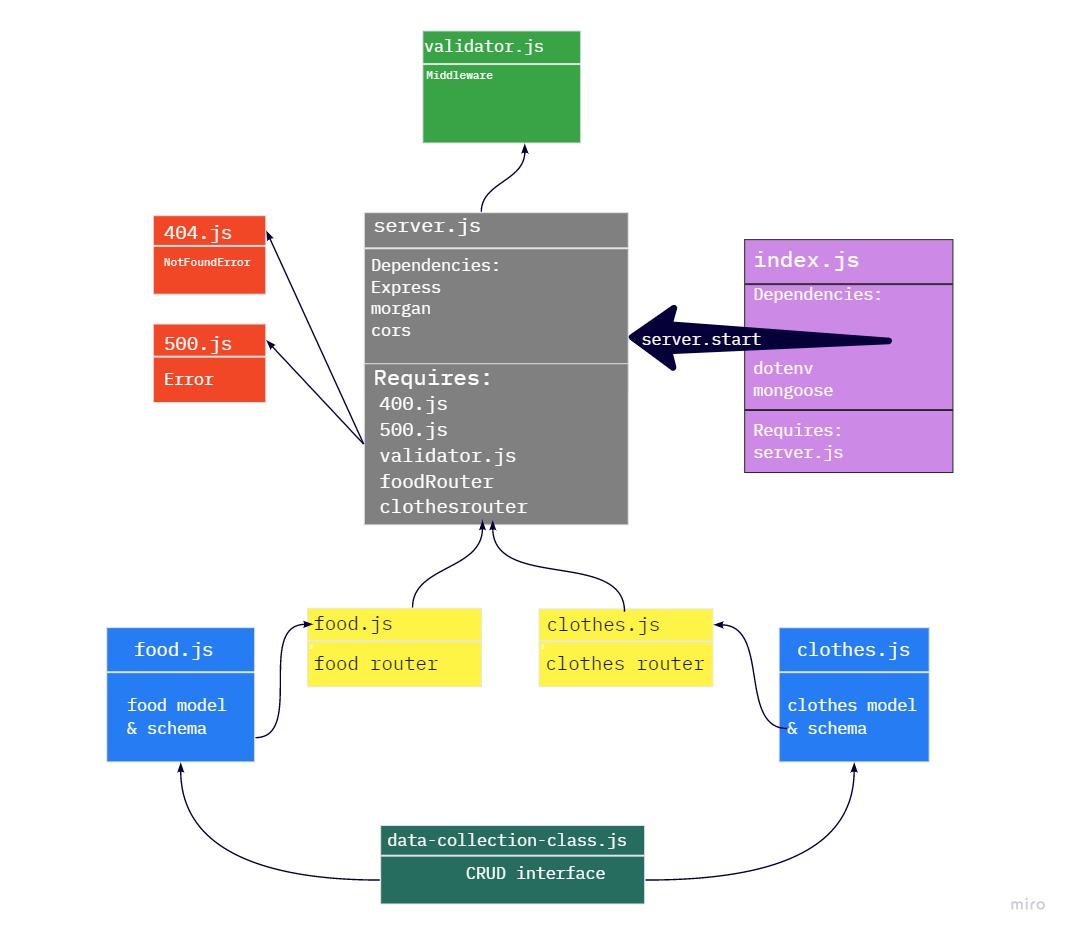 validator.js
Middleware
404.js
NotFoundError
500.js
Error
server.js
Dependencies:
Express
morgan
cors
Requires:
400.js
500.js
validator.js
foodRouter
clothesrouter
server.start
index.js
Dependencies:
dotenv
mongoose
Requires:
server.js
food.js
food model
& schema
food.js
food router
clothes.js
clothes router
clothes.js
clothes model
& schema
data-collection-class.js
CRUD interface
miro